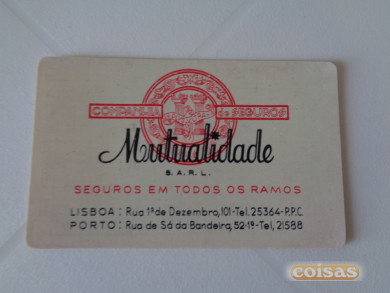 COMPANHIA de SEGUROS
Mutualidade
S. A. R. L.
SEGUROS EM TODOS OS RAMOS
LISBOA: Rua 1º de Dezembro, 101-Tel. 25364-P.P.C.
PORTO: Rua de Sá da Bandeira, 52-1º-Tel, 21588
coisas